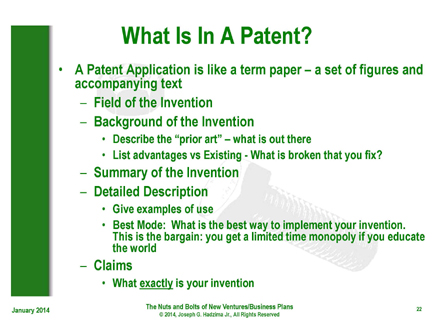 What Is In A Patent?
• A Patent Application is like a term paper – a set of figures and
accompanying text
– Field of the Invention
– Background of the Invention
• Describe the “prior art” – what is out there
• List advantages vs Existing - What is broken that you fix?
– Summary of the Invention
– Detailed Description
• Give examples of use
• Best Mode: What is the best way to implement your invention.
This is the bargain: you get a limited time monopoly if you educate
the world
– Claims
• What exactly is your invention
January 2014
The Nuts and Bolts of New Ventures/Business Plans
© 2014, Joseph G. Hadzima Jr., All Rights Reserved
22